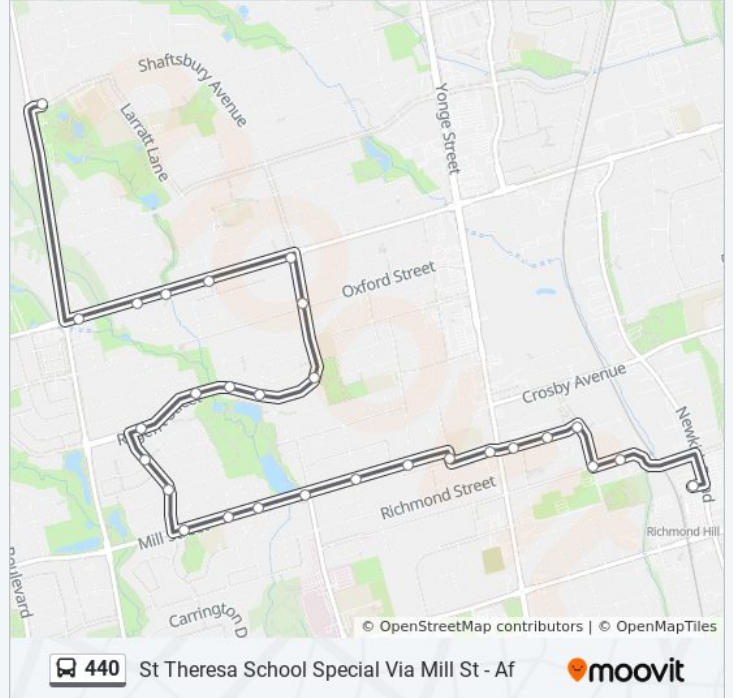 Shaftsbury Avenue
Larratt Lane
Yonge Street
Oxford Street
Crosby Avenue
Richmond Street
Richmond Hill
Mill
Carrington D
oulevard
© OpenStreetMap contributors | © OpenMapTiles
440 St Theresa School Special Via Mill St - Af
moovit